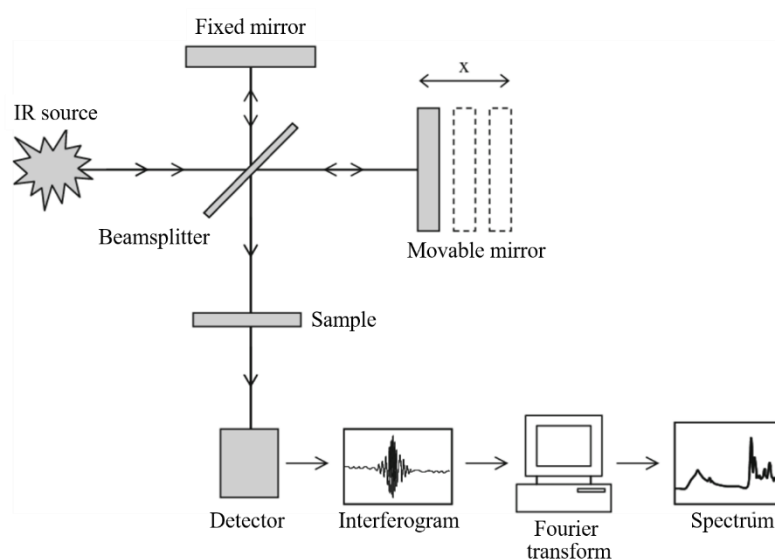 Fixed mirror
x
IR source
Beamsplitter
Movable mirror
Sample
Detector
Interferogram
Fourier
transform
Spectrum